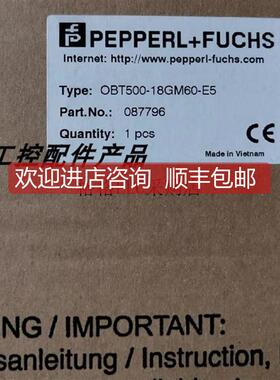 PEPPERL+FUCHS
Internet: http://www.pepperl-fuchs.com
Type: OBT500-18GM60-E5
Part.No.: 087796
Quantity: 1 pcs
CE
Made in Vietnam
工控配件产品
欢迎进店咨询 顺丰包邮
NG / IMPORTANT:
sanleitung / Instruction,